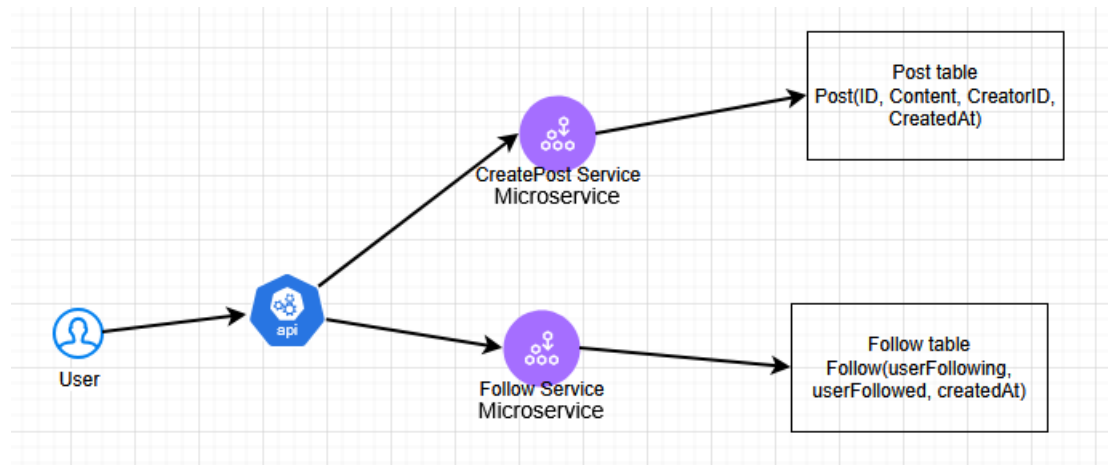 Post table
Post(ID, Content, CreatorID,
CreatedAt)
CreatePost Service
Microservice
api
User
Follow Service
Microservice
Follow table
Follow(userFollowing,
userFollowed, createdAt)